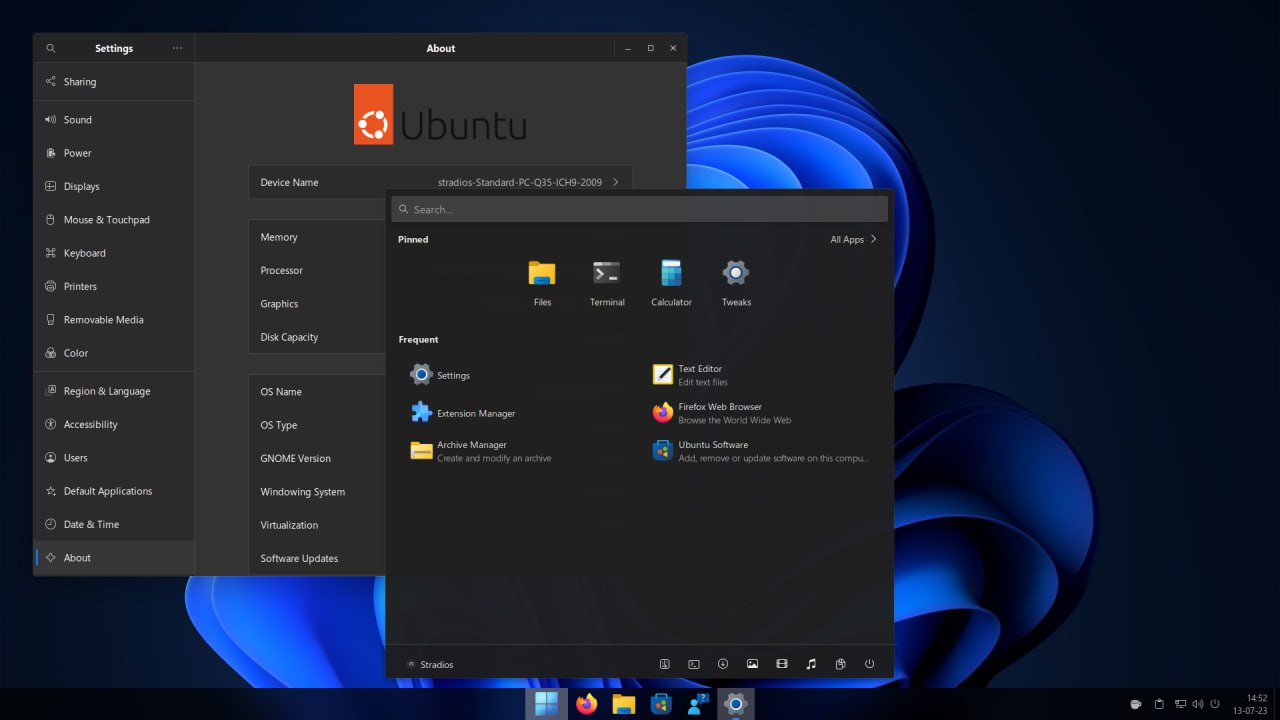 Settings
About
Sharing
Sound
Power
Displays
Mouse & Touchpad
Keyboard
Printers
Removable Media
Color
Region & Language
Accessibility
Users
Default Applications
Date & Time
About
Ubuntu
Device Name stradios-Standard-PC-Q35-ICH9-2009
Memory
Processor
Graphics
Disk Capacity
OS Name
OS Type
GNOME Version
Windowing System
Virtualization
Software Updates
Search...
Pinned All Apps
Files Terminal Calculator Tweaks
Frequent
Settings
Extension Manager
Archive Manager
Create and modify an archive
Text Editor
Edit text files
Firefox Web Browser
Browse the World Wide Web
Ubuntu Software
Add, remove or update software on this compu...
Stradios
14:52
13-07-23